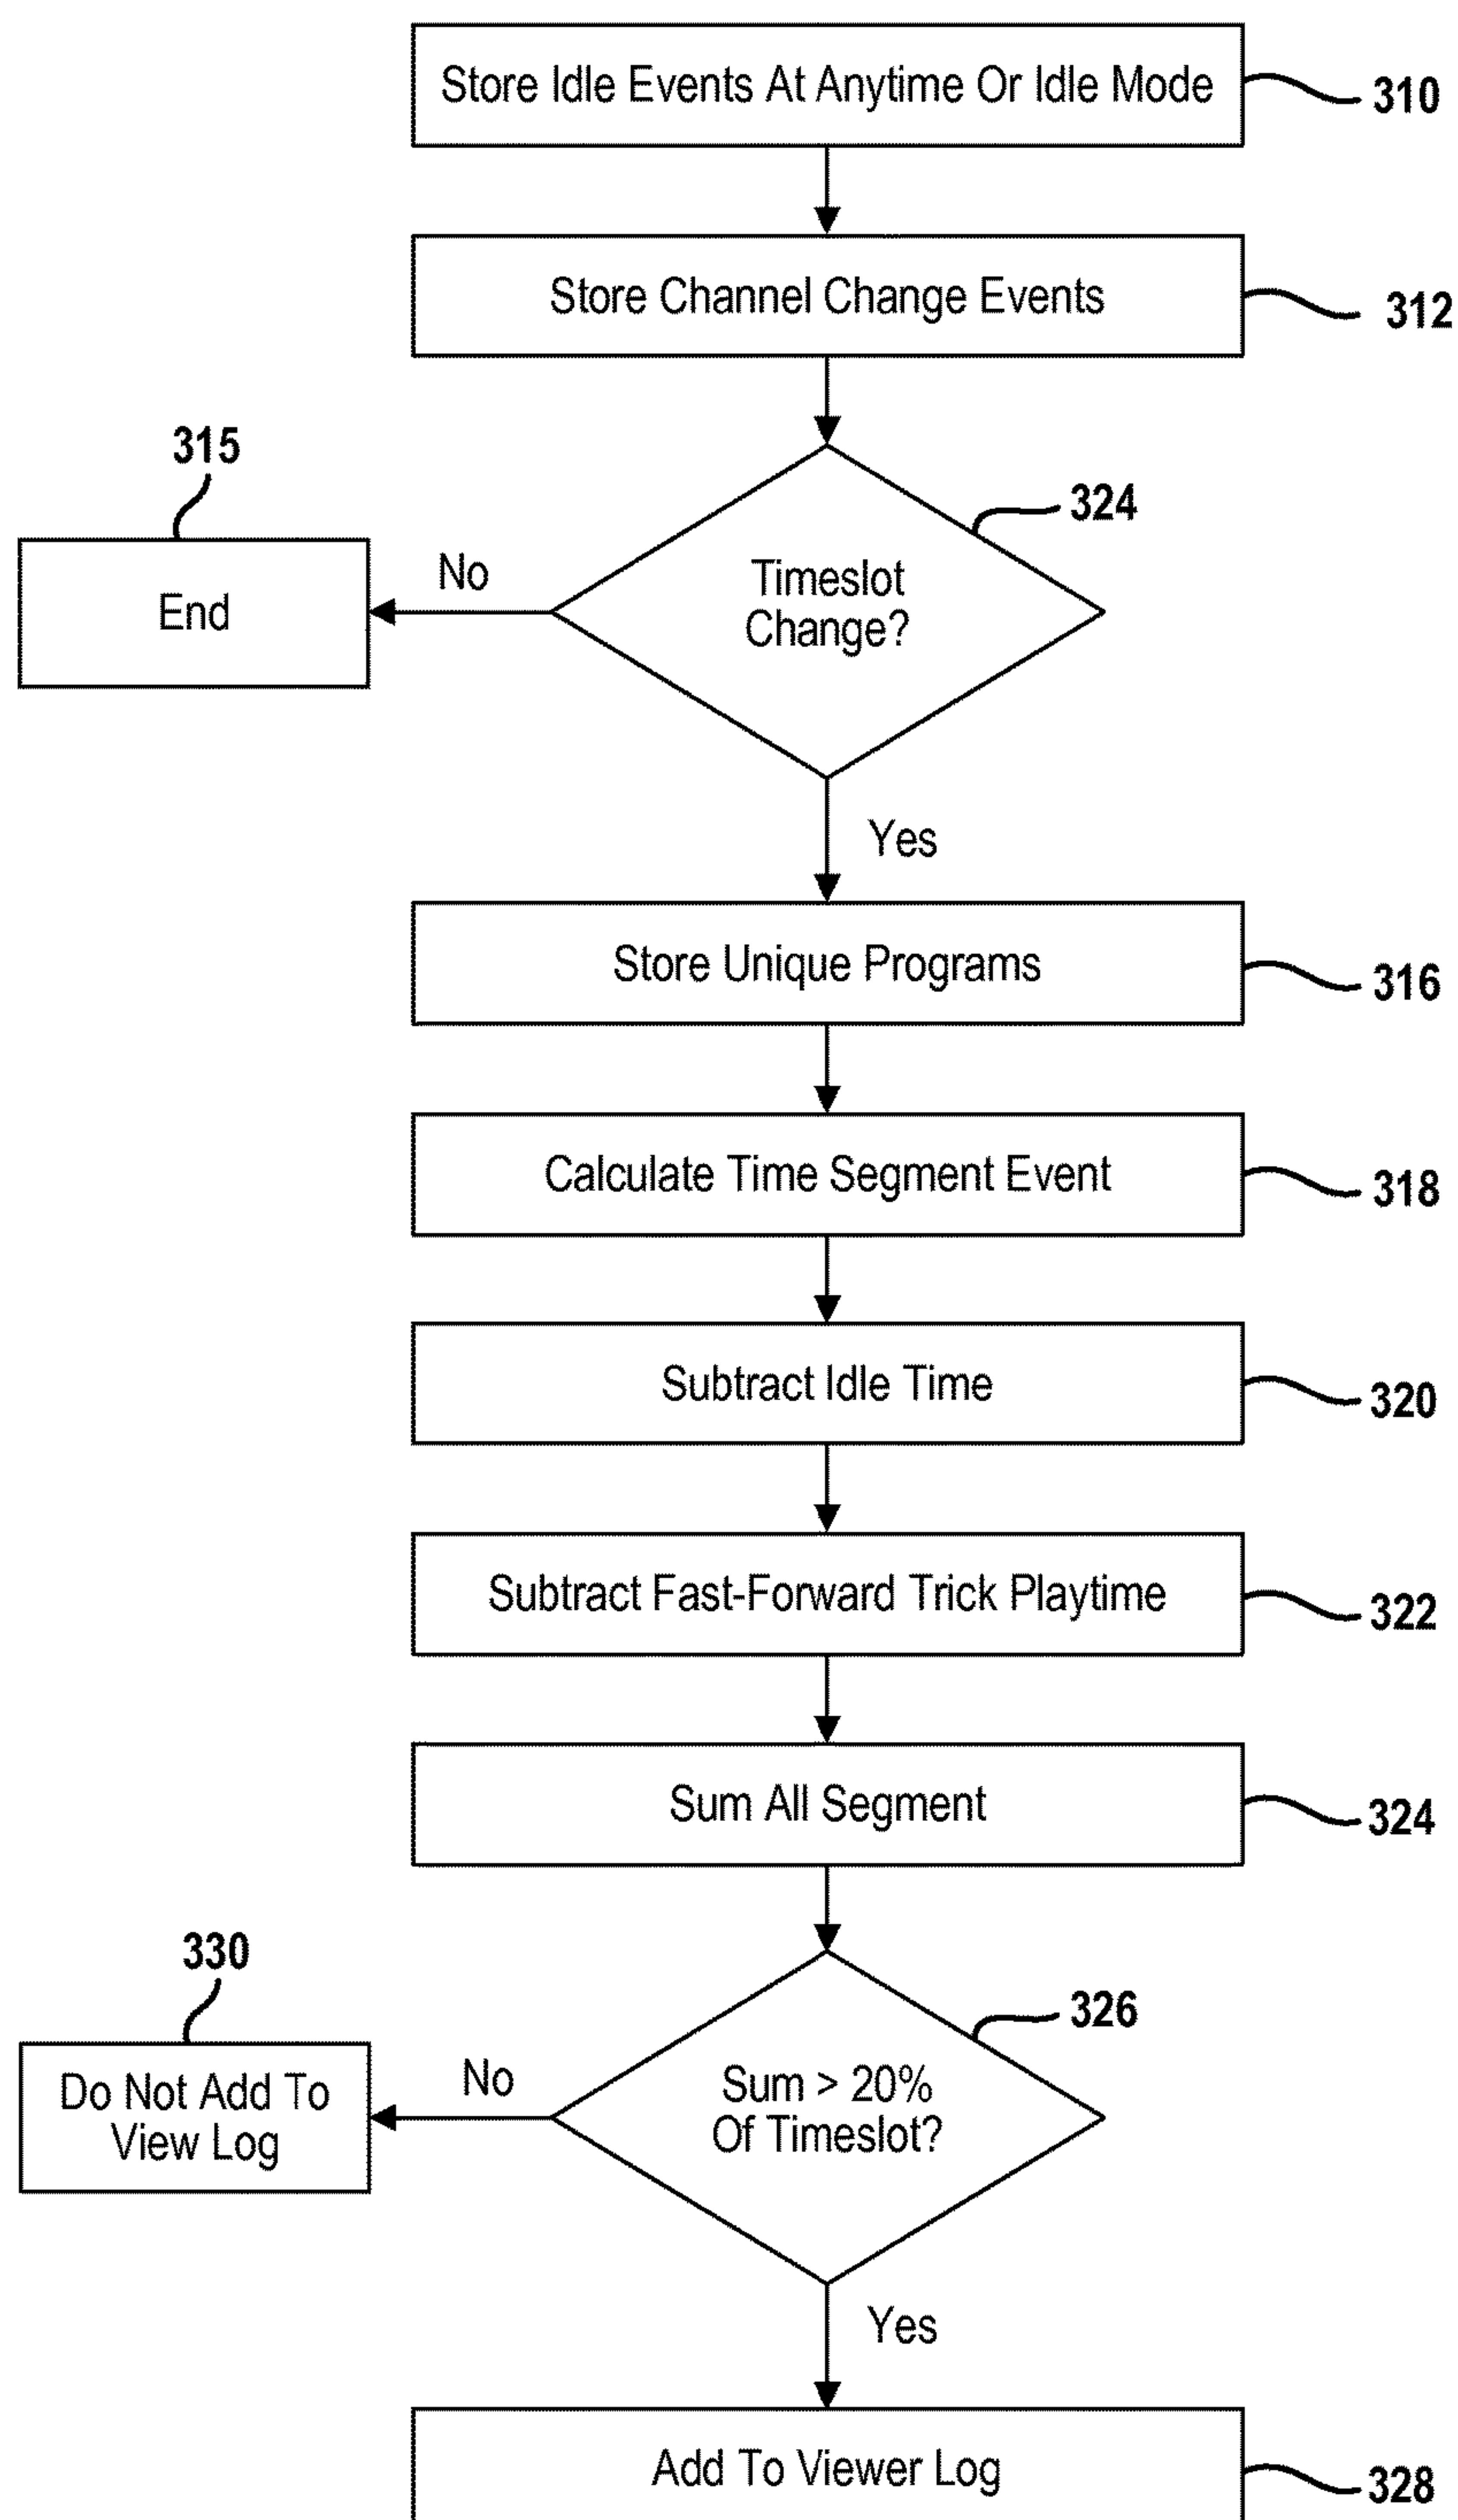 Store Idle Events At Anytime Or Idle Mode
310
Store Channel Change Events
312
315
324
End
No
Timeslot
Change?
Yes
Store Unique Programs
316
Calculate Time Segment Event
318
Subtract Idle Time
320
Subtract Fast-Forward Trick Playtime
322
Sum All Segment
324
330
326
Do Not Add To
View Log
No
Sum > 20%
Of Timeslot?
Yes
Add To Viewer Log
328